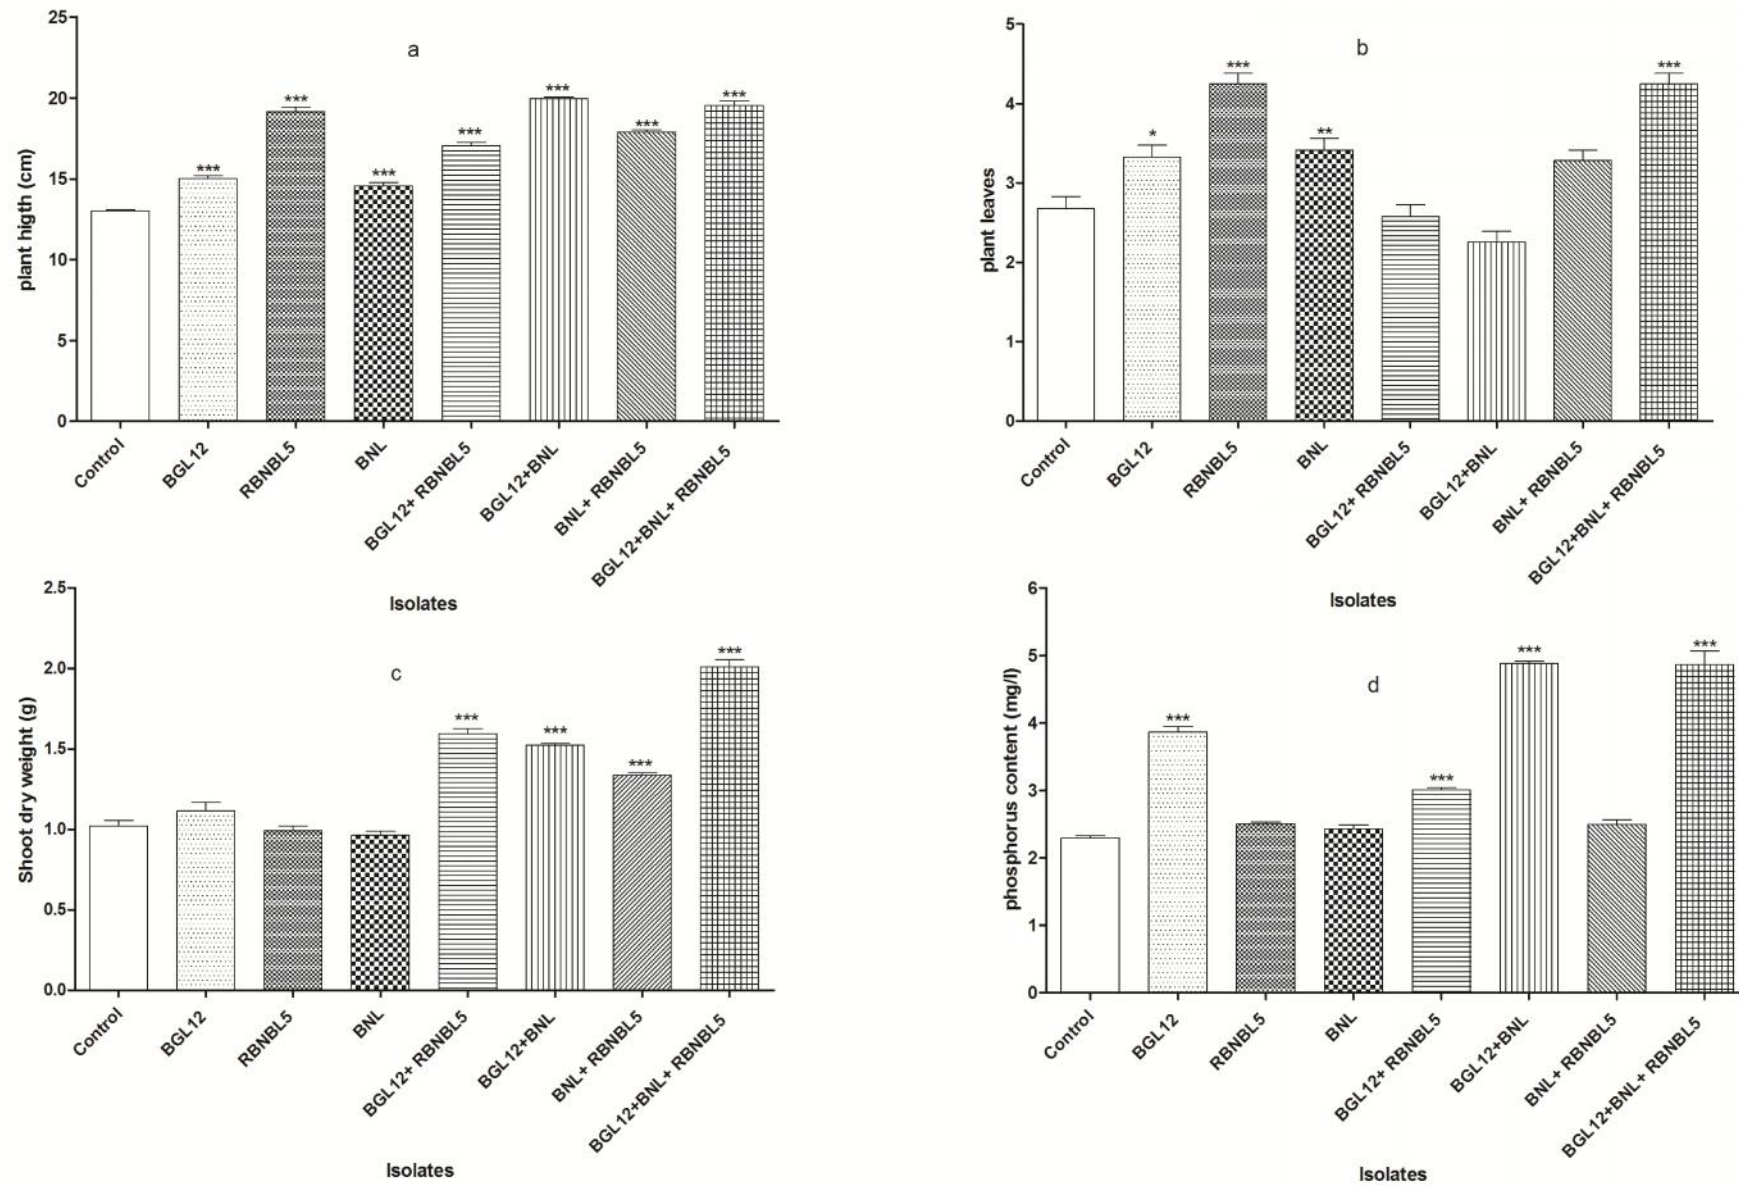 25
20
15
10
5
0
plant higth (cm)
a
***
***
***
***
***
***
***
Control
BGL12
RBNBL5
BNL
BGL12+ RBNBL5
BGL12+BNL
BNL+ RBNBL5
BGL12+BNL+ RBNBL5
Isolates
5
4
3
2
1
0
plant leaves
b
*
***
**
***
Control
BGL12
RBNBL5
BNL
BGL12+ RBNBL5
BGL12+BNL
BNL+ RBNBL5
BGL12+BNL+ RBNBL5
Isolates
2.5
2.0
1.5
1.0
0.5
0.0
Shoot dry weight (g)
c
***
***
***
***
Control
BGL12
RBNBL5
BNL
BGL12+ RBNBL5
BGL12+BNL
BNL+ RBNBL5
BGL12+BNL+ RBNBL5
Isolates
6
5
4
3
2
1
0
phosphorus content (mg/l)
d
***
***
***
***
Control
BGL12
RBNBL5
BNL
BGL12+ RBNBL5
BGL12+BNL
BNL+ RBNBL5
BGL12+BNL+ RBNBL5
Isolates